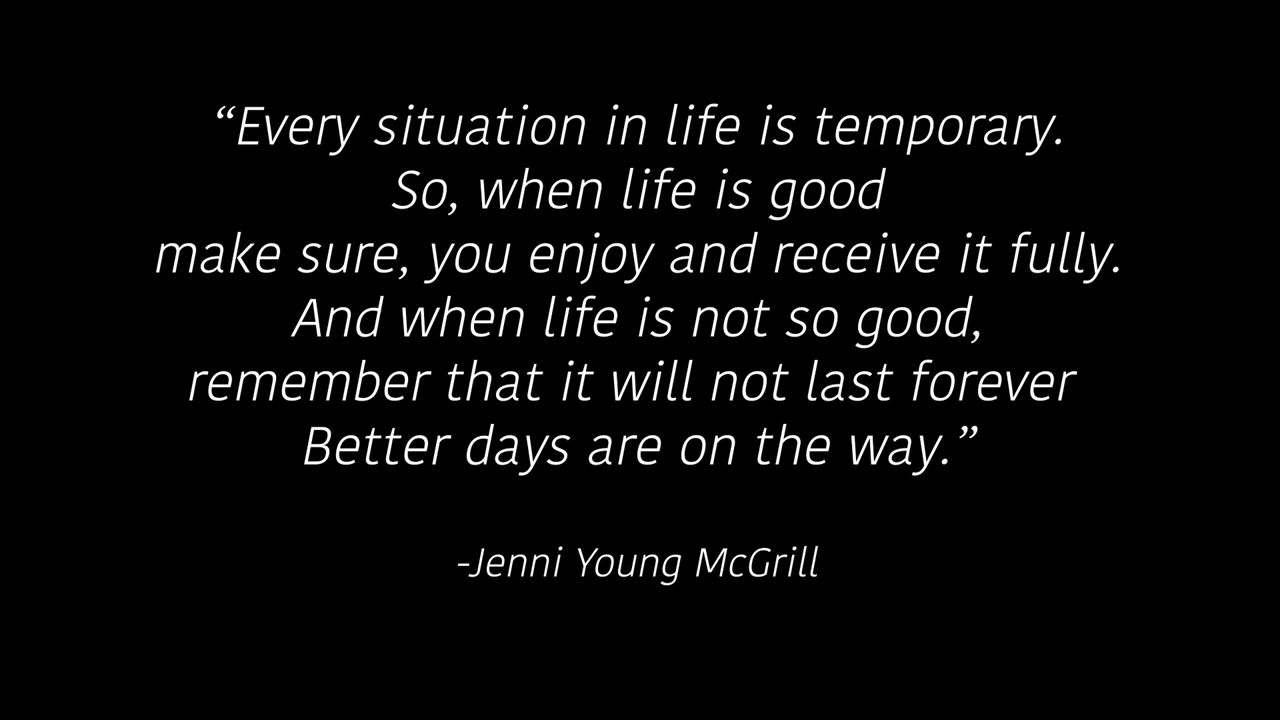 “Every situation in life is temporary.
So, when life is good
make sure, you enjoy and receive it fully.
And when life is not so good,
remember that it will not last forever
Better days are on the way.”
-Jenni Young McGrill